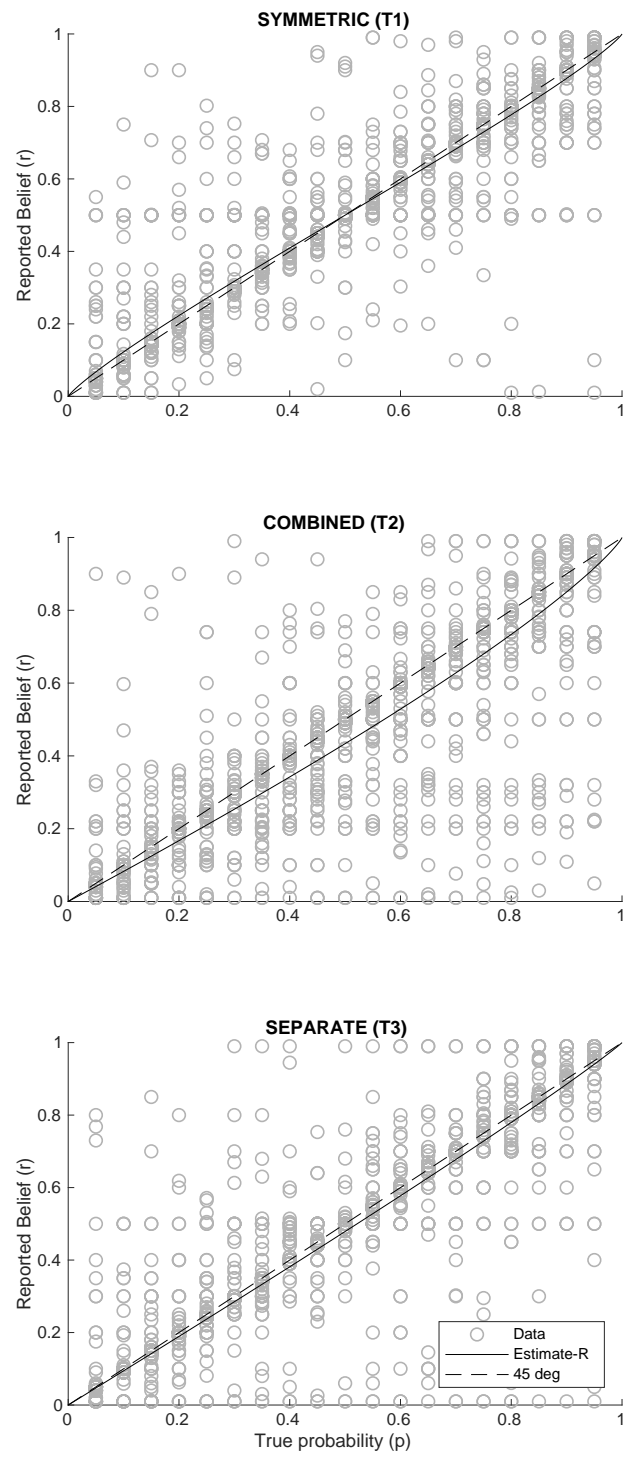 SYMMETRIC (T1)
1
0.8
0.6
0.4
0.2
0
Reported Belief (r)
0 0.2 0.4 0.6 0.8 1
COMBINED (T2)
1
0.8
0.6
0.4
0.2
0
Reported Belief (r)
0 0.2 0.4 0.6 0.8 1
SEPARATE (T3)
1
0.8
0.6
0.4
0.2
0
Reported Belief (r)
Data
Estimate-R
45 deg
0 0.2 0.4 0.6 0.8 1
True probability (p)